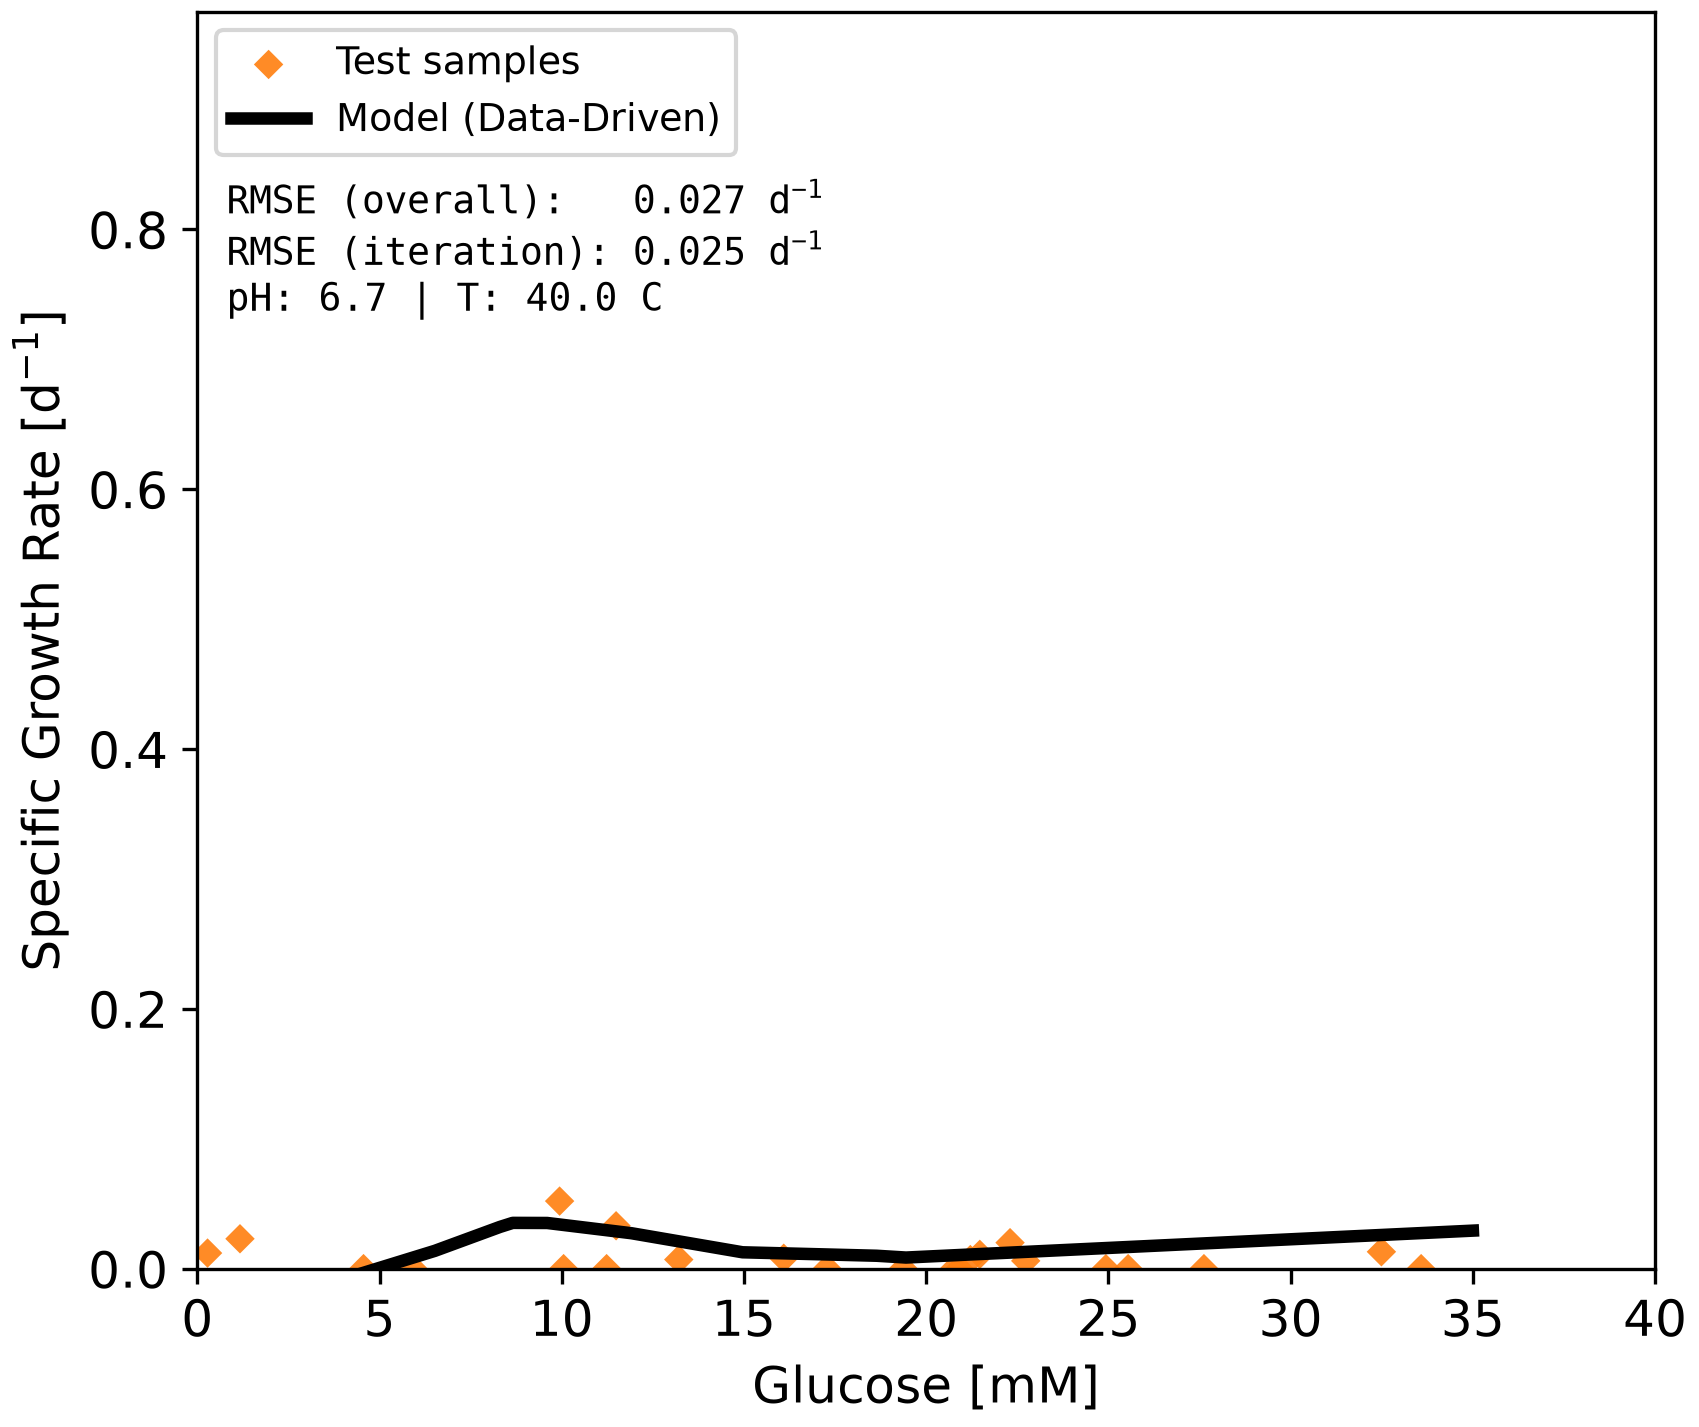 Test samples
Model (Data-Driven)
RMSE (overall):   0.027 d⁻¹
RMSE (iteration): 0.025 d⁻¹
pH: 6.7 | T: 40.0 C
Specific Growth Rate [d⁻¹]
0.8
0.6
0.4
0.2
0.0
0 5 10 15 20 25 30 35 40
Glucose [mM]